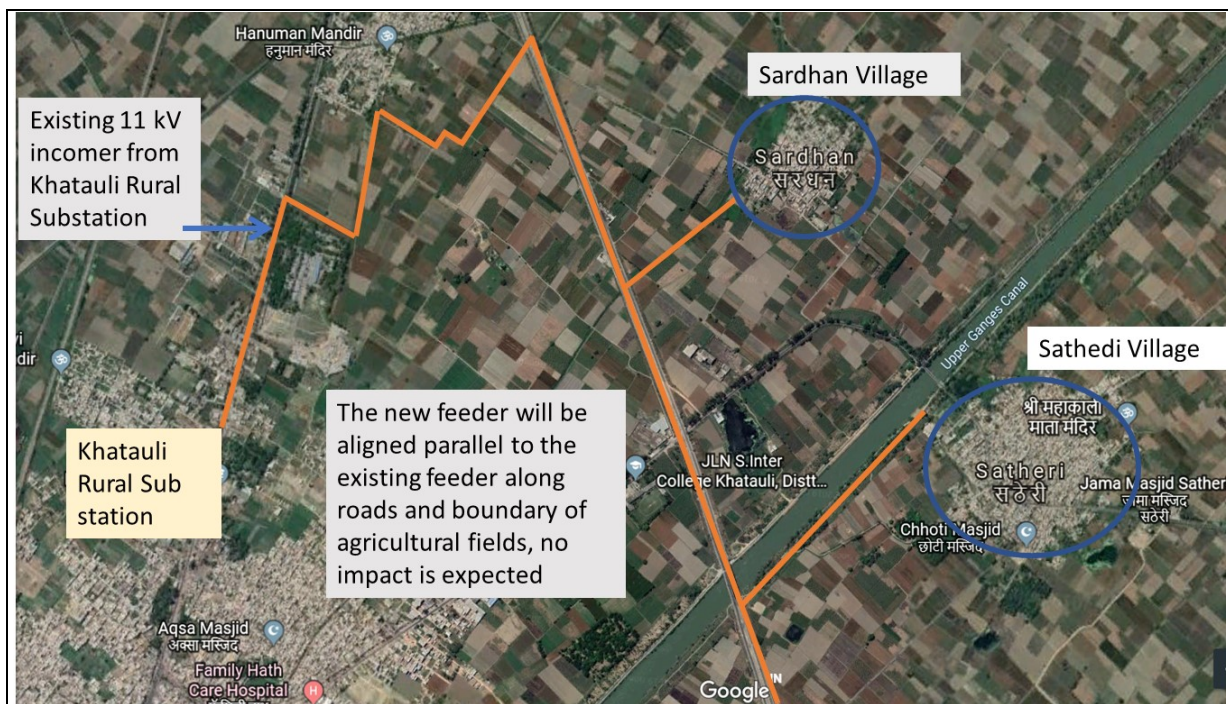 Hanuman Mandir
हनुमान मंदिर
Sardhan Village
Existing 11 kV
incomer from
Khatauli Rural
Substation
Sardhan
सरधन
Upper Ganges Canal
Sathedi Village
dir
श्री महाकाली
माता मंदिर
Khatauli
Rural Sub
station
The new feeder will be
aligned parallel to the
existing feeder along
roads and boundary of
agricultural fields, no
impact is expected
JLN S.Inter
College Khatauli, Distt...
Satheri
सठेरी
Jama Masjid Sather
जामा मस्जिद
सठेरी
Chhoti Masjid
छोटी मस्जिद
Aqsa Masjid
अक्सा मस्जिद
Family Hath
Care Hospital
Google